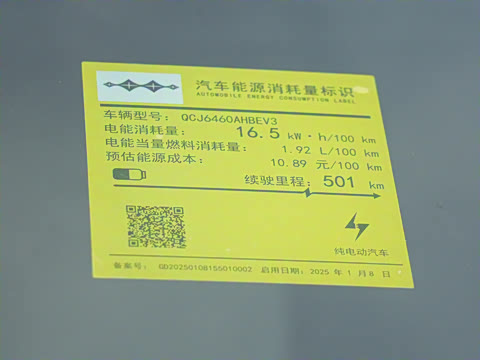 汽车能源消耗量标识
AUTOMOBILE ENERGY CONSUMPTION LABEL
车辆型号: QCJ6460AHBEV3
电能消耗量: 16.5 kW·h/100 km
电能当量燃料消耗量: 1.92 L/100 km
预估能源成本: 10.89 元/100 km
续驶里程: 501 km
纯电动汽车
备案号: GD20250108155010002 启用日期: 2025 年 1 月 8 日